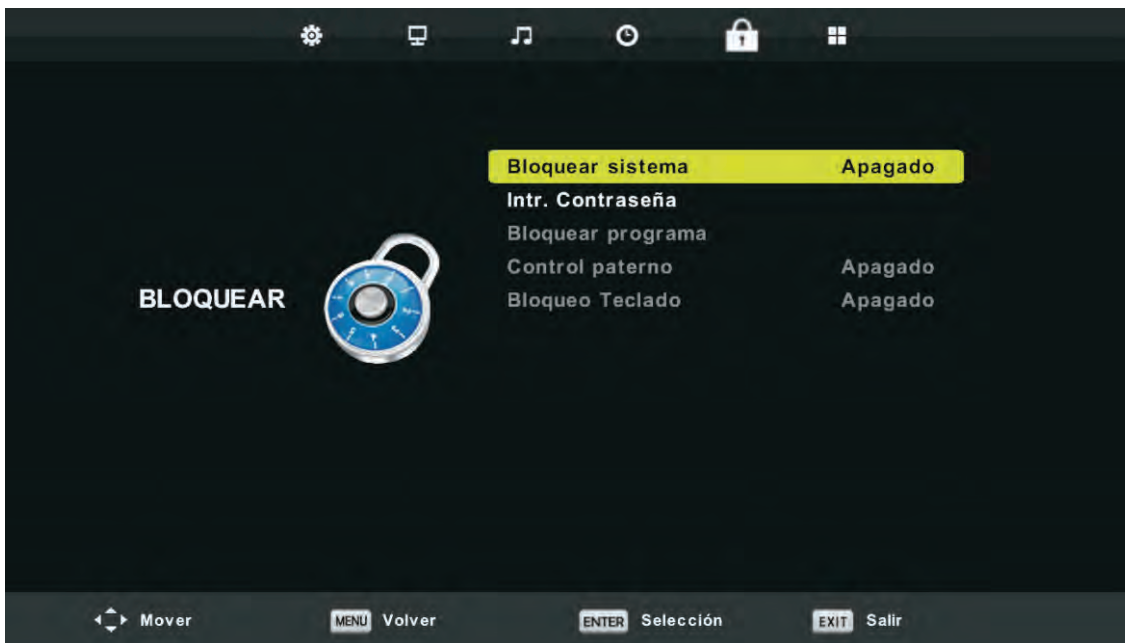 Bloquear sistema Apagado
Intr. Contraseña
Bloquear programa
Control paterno Apagado
Bloqueo Teclado Apagado
BLOQUEAR
Mover MENU Volver ENTER Selección EXIT Salir